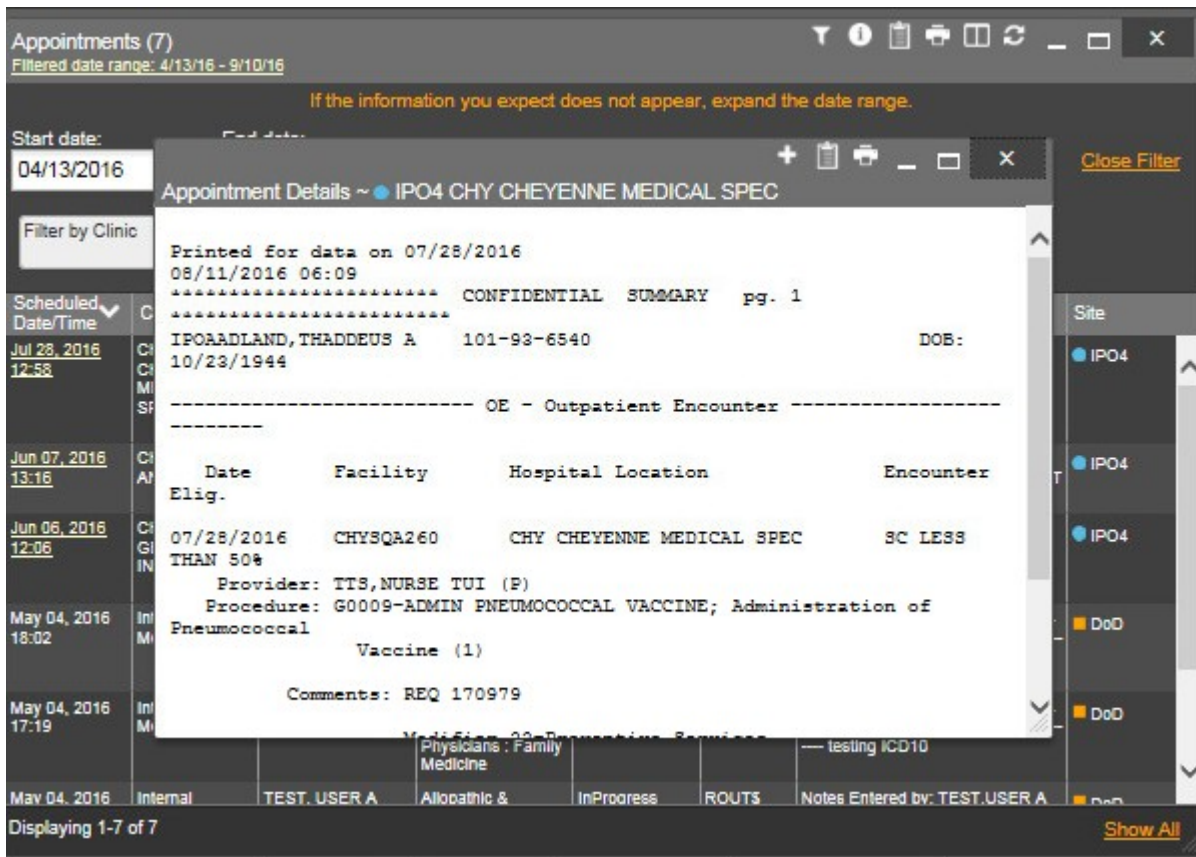 Appointments (7)
Filtered date range: 4/13/16 - 9/10/16
If the information you expect does not appear, expand the date range.
Start date:
End date:
04/13/2016
Close Filter
Filter by Clinic
Appointment Details ~ IPO4 CHY CHEYENNE MEDICAL SPEC
Printed for data on 07/28/2016
08/11/2016 06:09
*********************** CONFIDENTIAL SUMMARY pg. 1
************************
IPOAADLAND,THADDEUS A 101-93-6540 DOB:
10/23/1944
-------------------------- OE - Outpatient Encounter ------------------
--------
Date Facility Hospital Location Encounter
Elig.
07/28/2016 CHYSQA260 CHY CHEYENNE MEDICAL SPEC SC LESS
THAN 50%
Provider: TTS,NURSE TUI (P)
Procedure: G0009-ADMIN PNEUMOCOCCAL VACCINE; Administration of
Pneumococcal
Vaccine (1)
Comments: REQ 170979
Scheduled
Date/Time
Site
Jul 28, 2016
12:58
IPO4
Jun 07, 2016
13:16
IPO4
Jun 06, 2016
12:06
IPO4
May 04, 2016
18:02
DoD
May 04, 2016
17:19
DoD
Physicians : Family
Medicine
---- testing ICD10
May 04, 2016 Internal TEST, USER A Allopathic & InProgress ROUT$ Notes Entered by: TEST,USER A DoD
Displaying 1-7 of 7
Show All